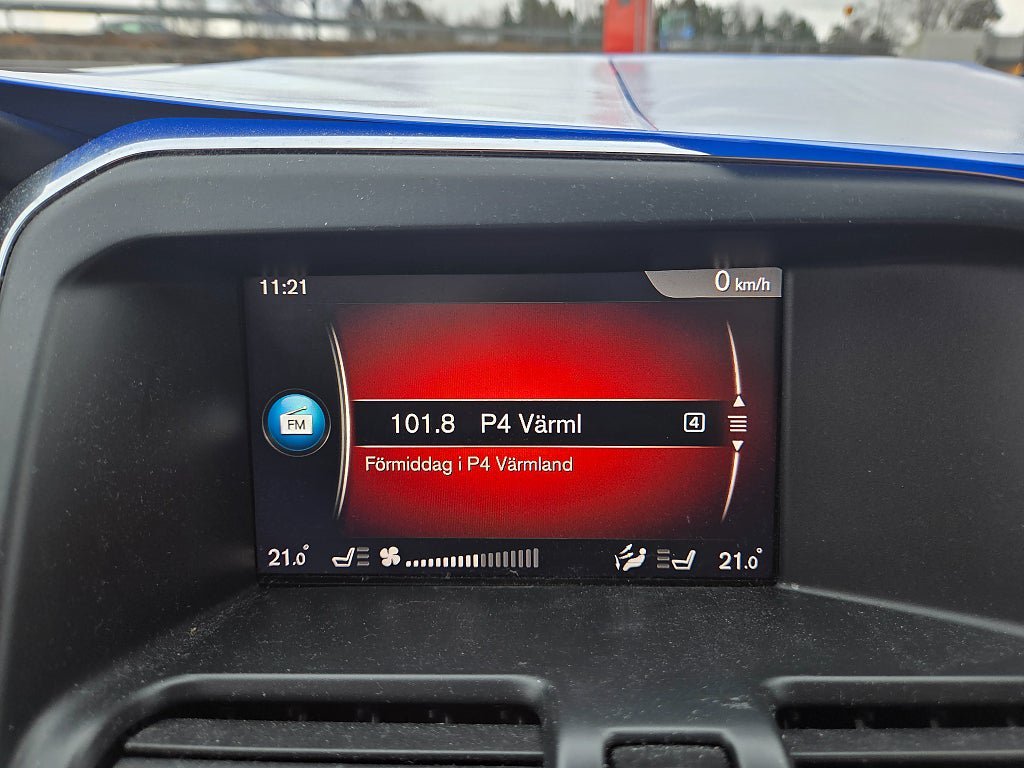 11:21
0 km/h
FM
101.8 P4 Värml 4
Förmiddag i P4 Värmland
21.0° 21.0°